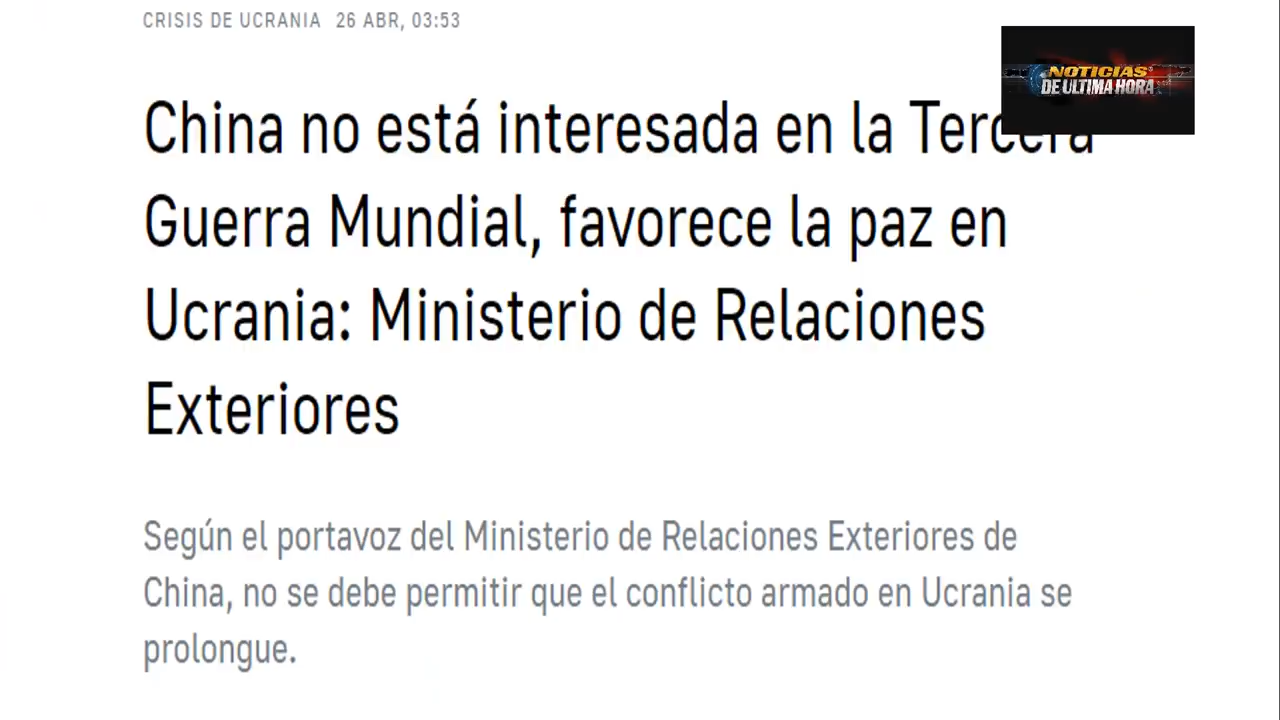 CRISIS DE UCRANIA 26 ABR, 03:53
NOTICIAS
DE ULTIMA HORA
China no está interesada en la Tercera
Guerra Mundial, favorece la paz en
Ucrania: Ministerio de Relaciones
Exteriores
Según el portavoz del Ministerio de Relaciones Exteriores de
China, no se debe permitir que el conflicto armado en Ucrania se
prolongue.